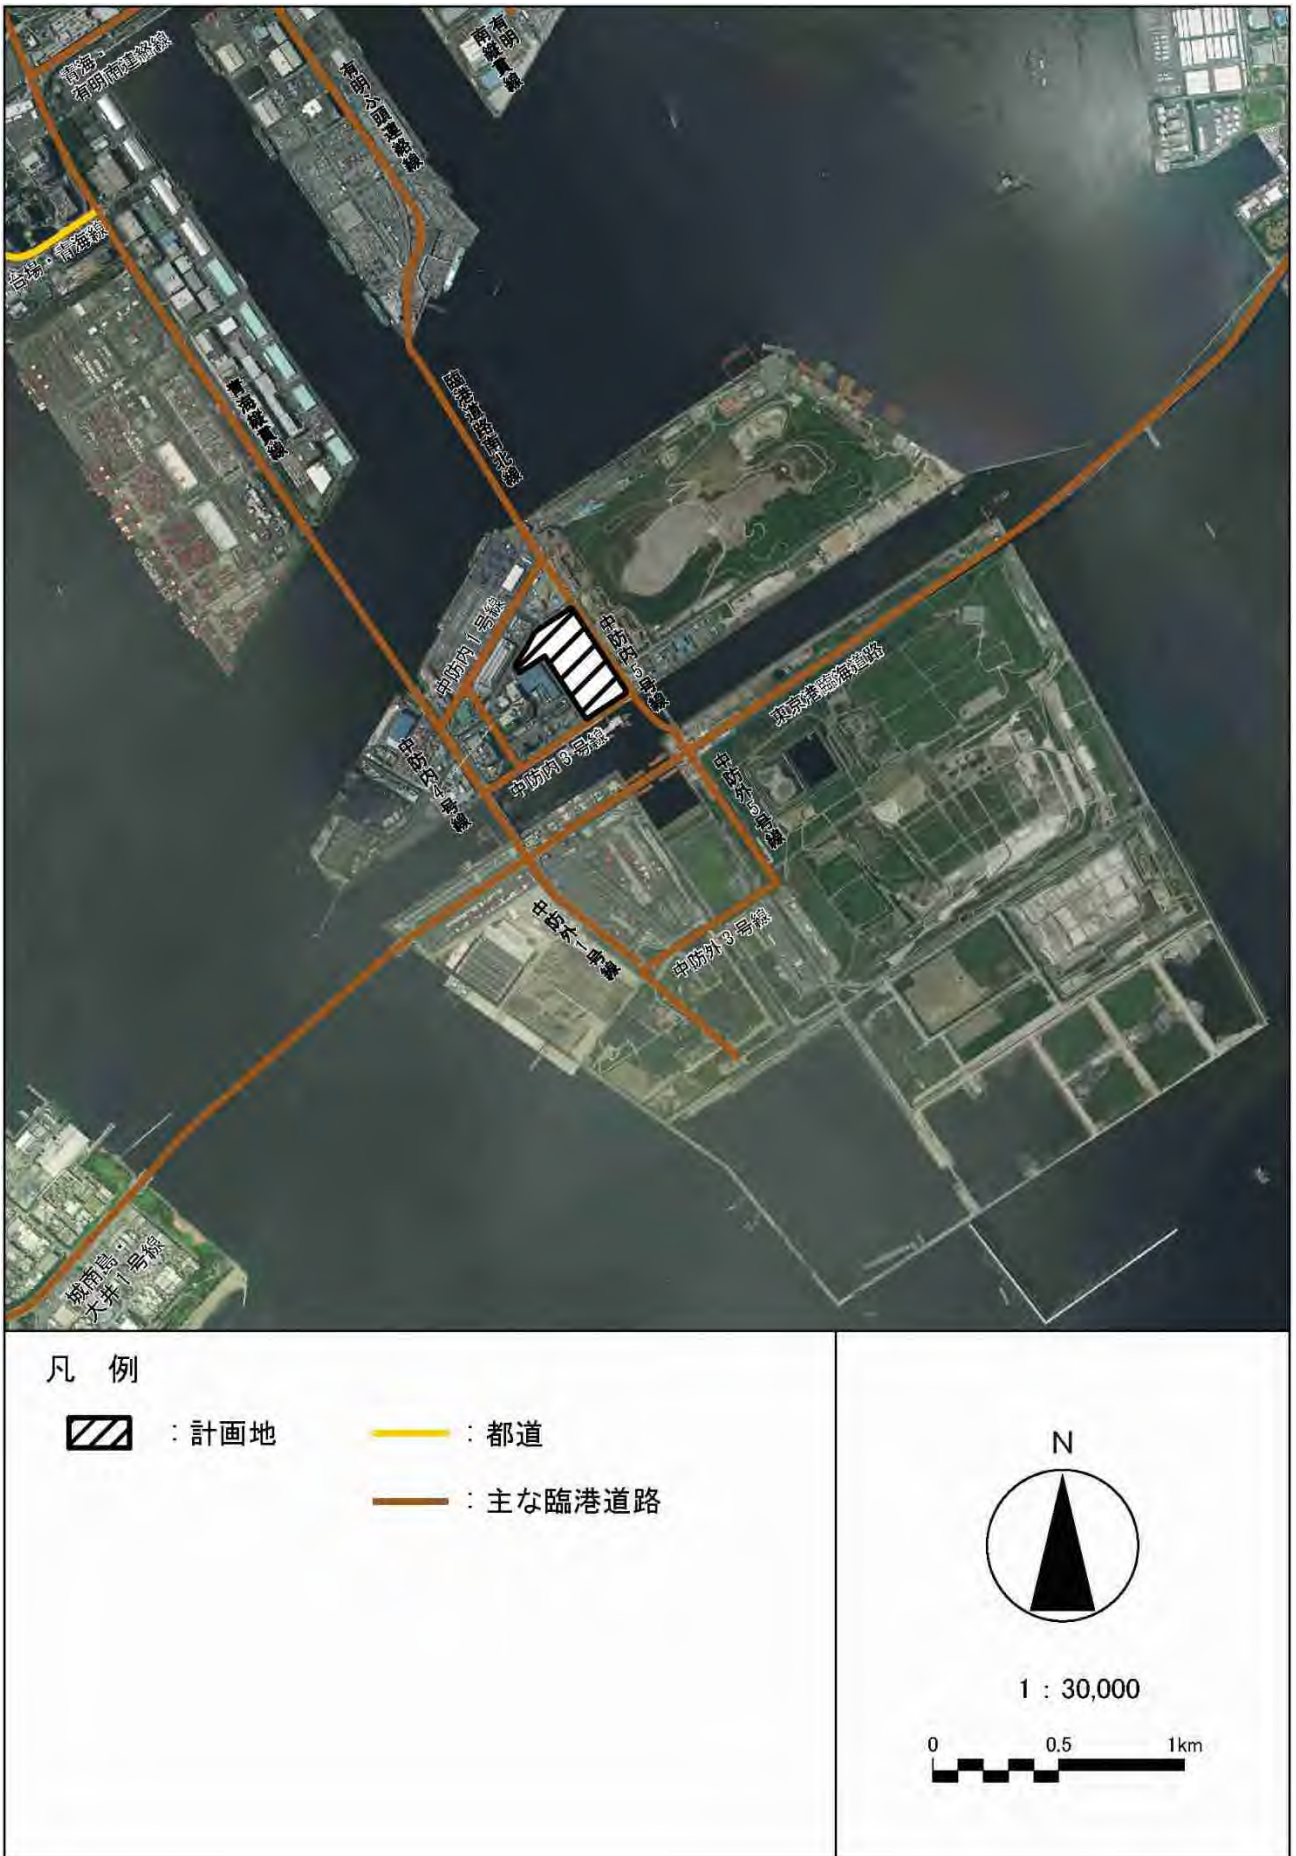 青海・
有明南連絡線
有明ふ頭連絡線
有明
南縦貫線
台場・青海線
青海縦貫線
臨港道路南北線
中防内1号線
中防内5号線
東京港臨海道路
中防内3号線
中防内4号線
中防外5号線
中防外1号線
中防外3号線
城南島・
大井1号線
凡 例
：計画地
：都道
：主な臨港道路
N
1：30,000
0 0.5 1km